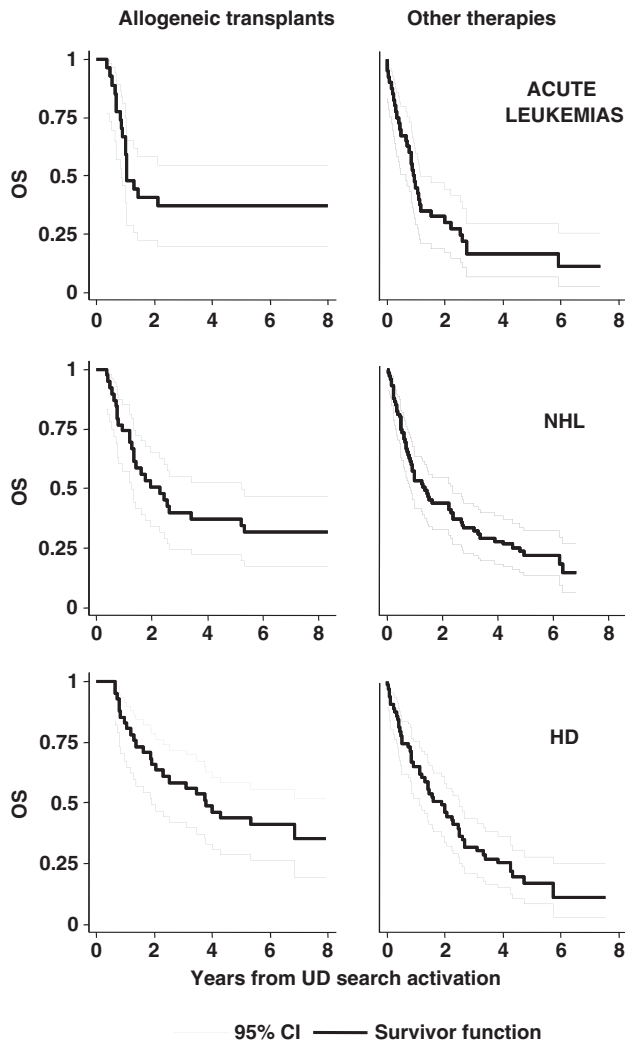 Allogeneic transplants Other therapies
ACUTE
LEUKEMIAS
OS
1
0.75
0.5
0.25
0
0 2 4 6 8
0 2 4 6 8
NHL
OS
1
0.75
0.5
0.25
0
0 2 4 6 8
0 2 4 6 8
HD
OS
1
0.75
0.5
0.25
0
0 2 4 6 8
0 2 4 6 8
Years from UD search activation
95% CI Survivor function